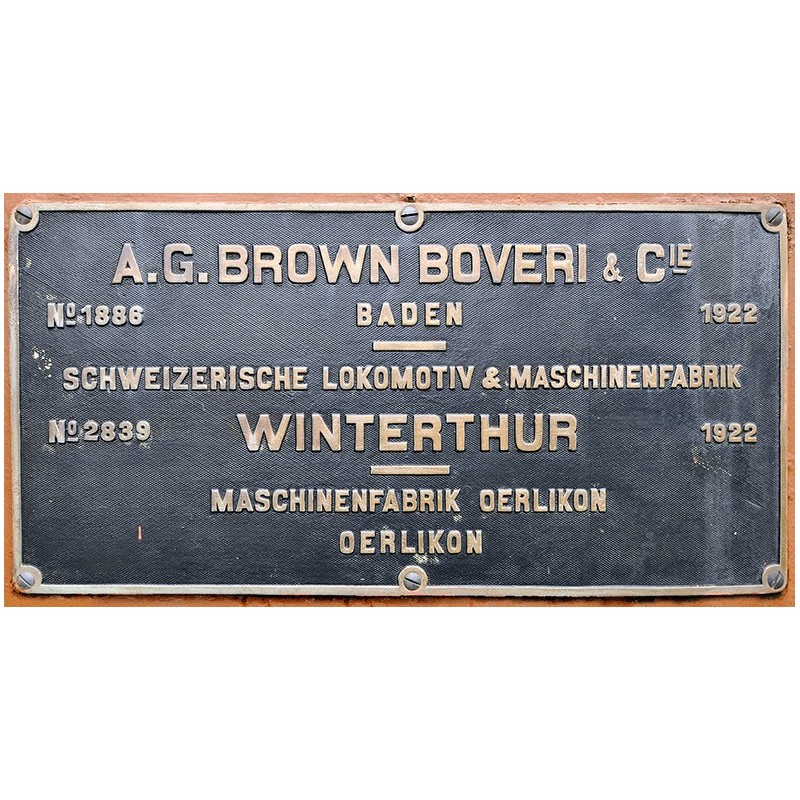 A.G. BROWN BOVERI & CIE
No 1886 BADEN 1922
SCHWEIZERISCHE LOKOMOTIV & MASCHINENFABRIK
No 2839 WINTERTHUR 1922
MASCHINENFABRIK OERLIKON
OERLIKON